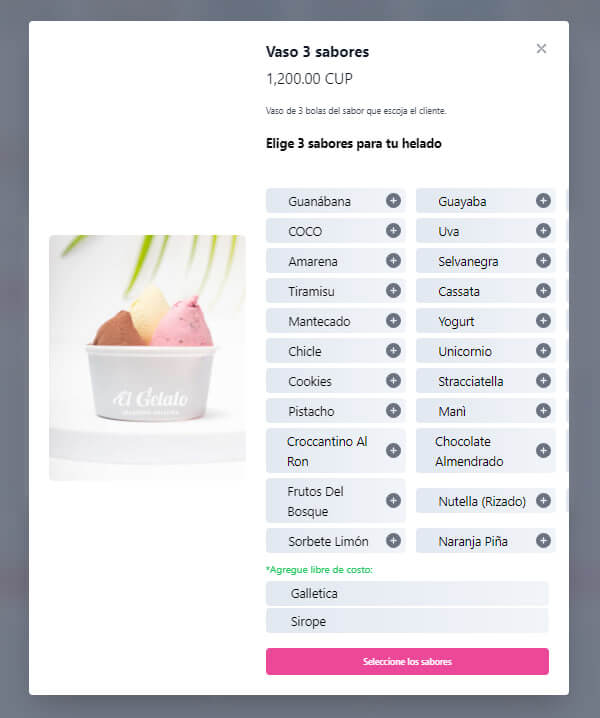 Vaso 3 sabores
1,200.00 CUP
Vaso de 3 bolas del sabor que escoja el cliente.
Elige 3 sabores para tu helado
Guanábana
Guayaba
COCO
Uva
Amarena
Selvanegra
Tiramisu
Cassata
Mantecado
Yogurt
Chicle
Unicornio
Cookies
Stracciatella
Pistacho
Manì
Croccantino Al
Ron
Chocolate
Almendrado
Frutos Del
Bosque
Nutella (Rizado)
Sorbete Limón
Naranja Piña
*Agregue libre de costo:
Galletica
Sirope
Seleccione los sabores
El Gelato